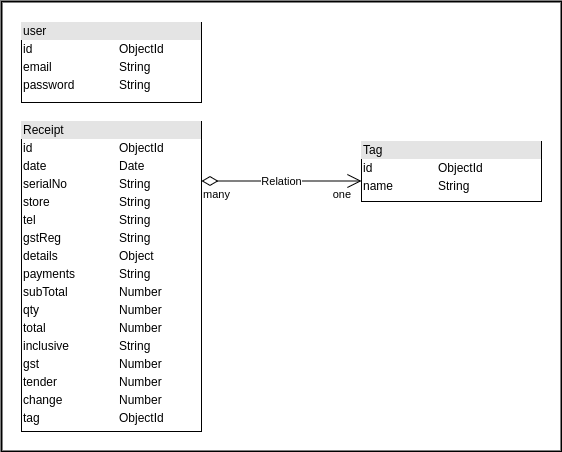 user
id ObjectId
email String
password String
Receipt
id ObjectId
date Date
serialNo String
store String
tel String
gstReg String
details Object
payments String
subTotal Number
qty Number
total Number
inclusive String
gst Number
tender Number
change Number
tag ObjectId
Relation
many one
Tag
id ObjectId
name String